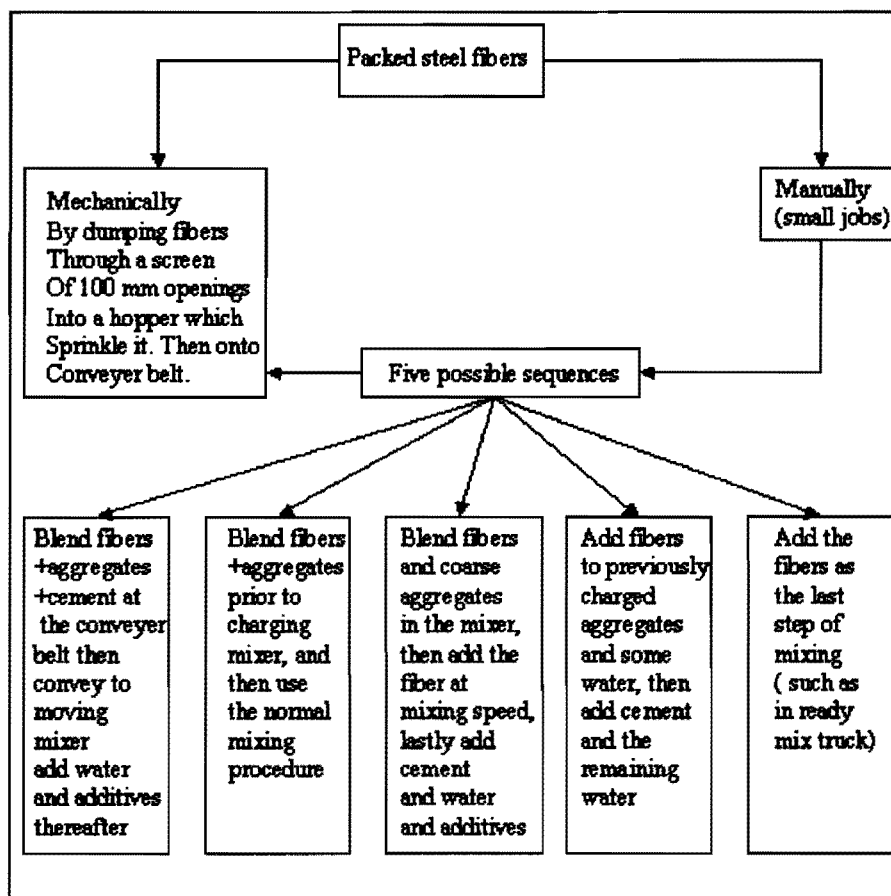 Packed steel fibers
Mechanically
By dumping fibers
Through a screen
Of 100 mm openings
Into a hopper which
Sprinkle it. Then onto
Conveyer belt.
Manually
(small jobs)
Five possible sequences
Blend fibers
+aggregates
+cement at
the conveyer
belt then
convey to
moving
mixer
add water
and additives
thereafter
Blend fibers
+aggregates
prior to
charging
mixer, and
then use
the normal
mixing
procedure
Blend fibers
and coarse
aggregates
in the mixer,
then add the
fiber at
mixing speed,
lastly add
cement
and water
and additives
Add fibers
to previously
charged
aggregates
and some
water, then
add cement
and the
remaining
water
Add the
fibers as
the last
step of
mixing
( such as
in ready
mix truck)